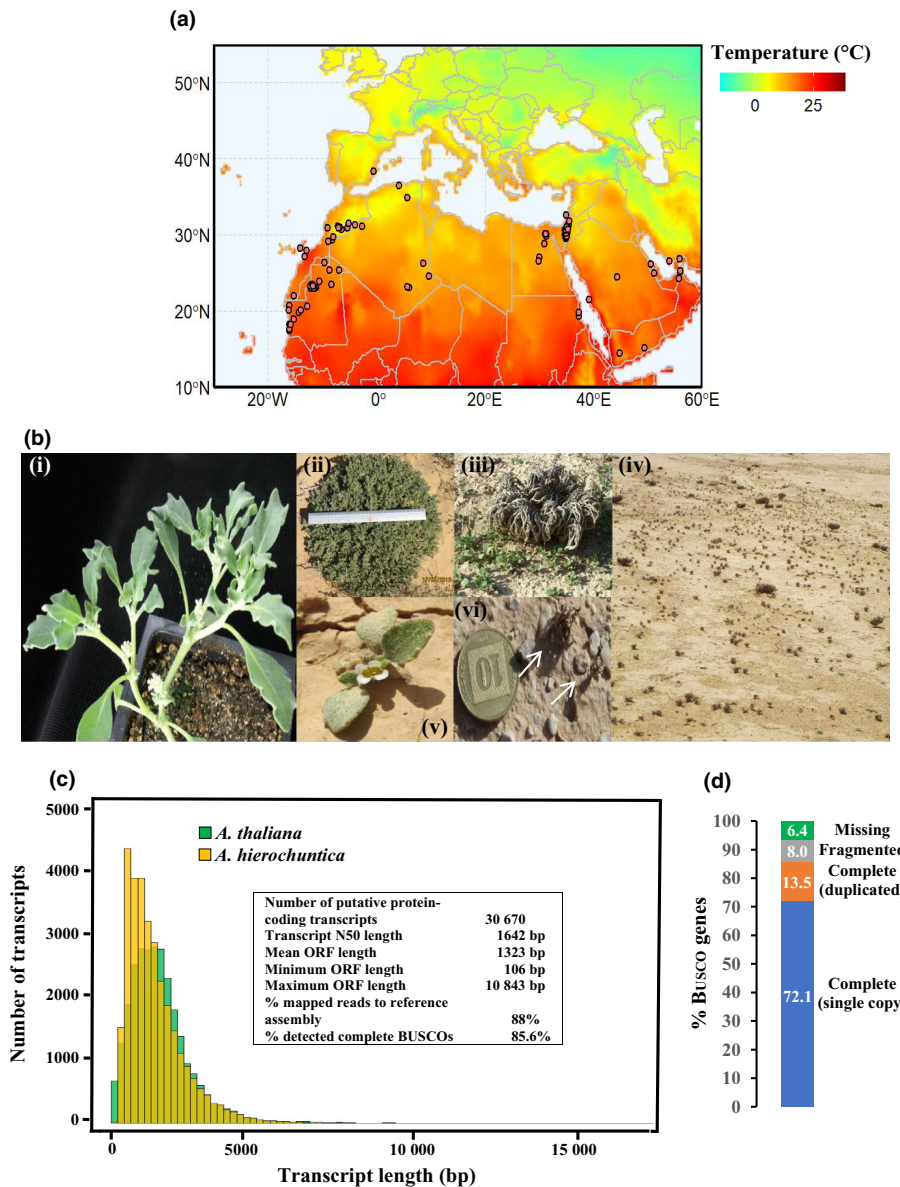 (a)
Temperature (°C)
0 25
50°N
40°N
30°N
20°N
10°N
20°W 0° 20°E 40°E 60°E
(b)
(i)
(ii)
(iii)
(iv)
(v)
(vi)
10
(c)
Number of transcripts
5000
4000
3000
2000
1000
0
A. thaliana
A. hierochuntica
Number of putative protein-
coding transcripts 30 670
Transcript N50 length 1642 bp
Mean ORF length 1323 bp
Minimum ORF length 106 bp
Maximum ORF length 10 843 bp
% mapped reads to reference
assembly 88%
% detected complete BUSCOs 85.6%
0 5000 10 000 15 000
Transcript length (bp)
(d)
% BUSCO genes
100
90
80
70
60
50
40
30
20
10
0
6.4 Missing
8.0 Fragmented
13.5 Complete
(duplicated
72.1 Complete
(single copy